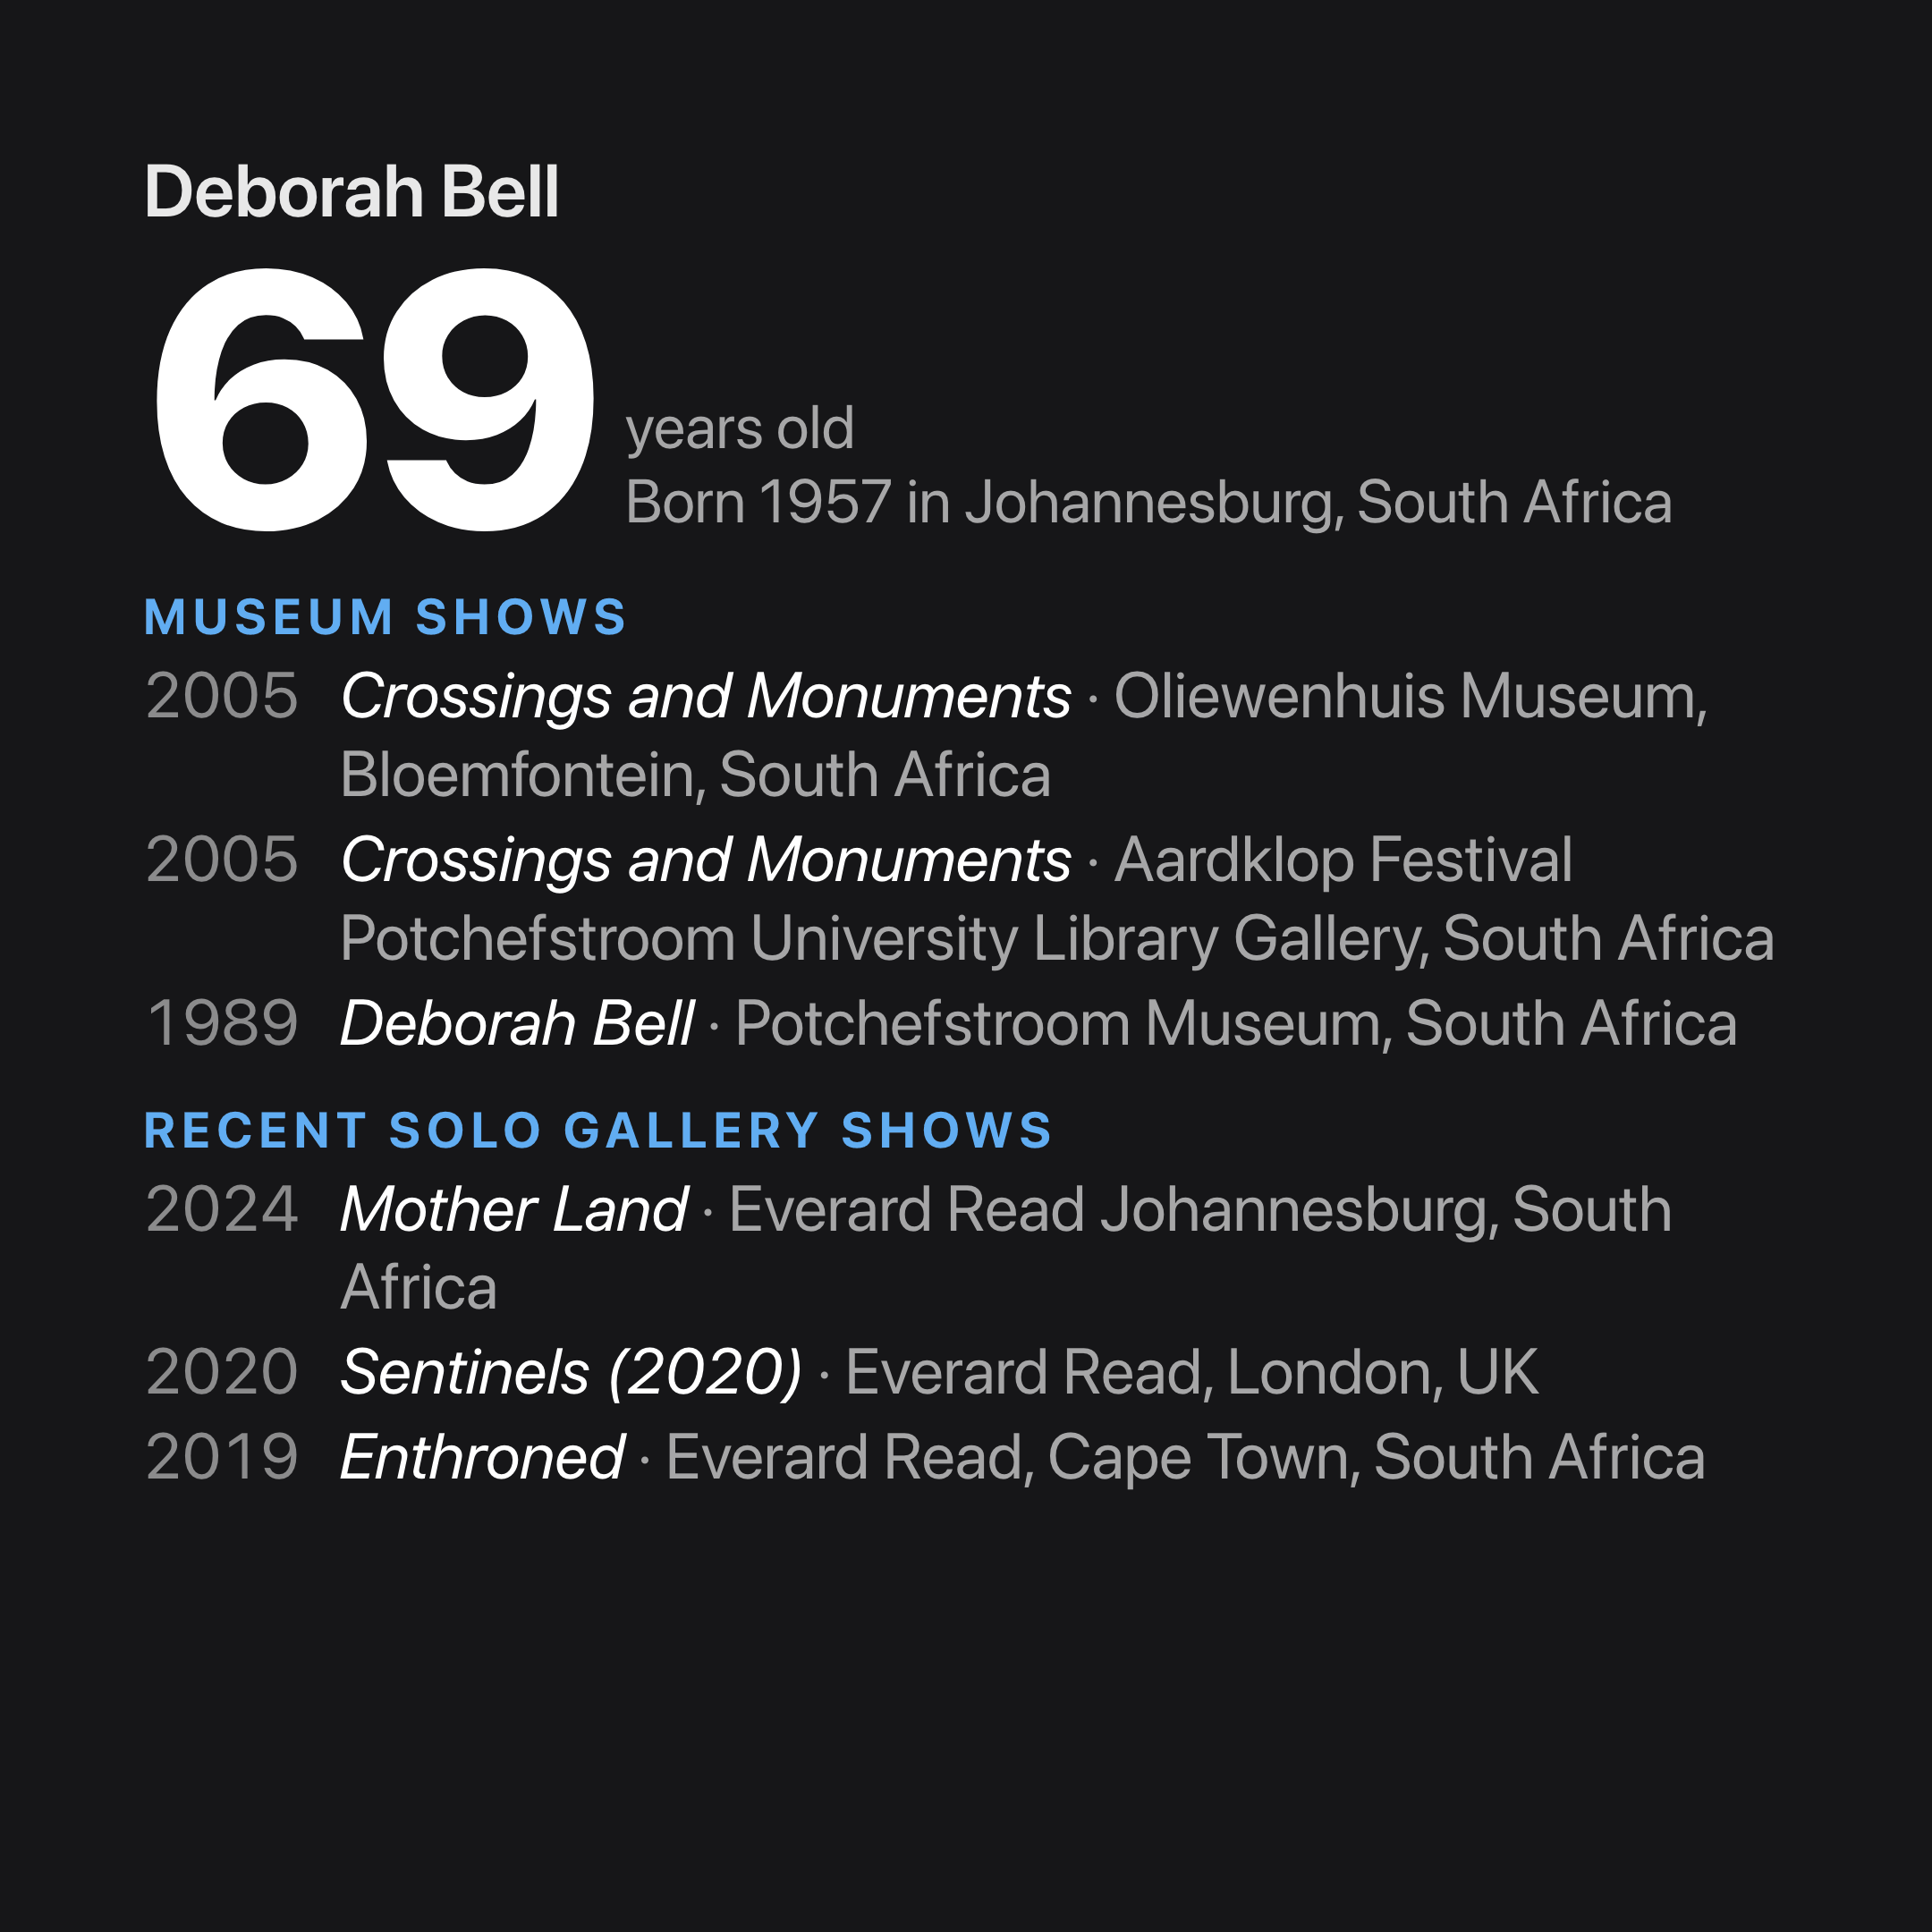 Deborah Bell
69
years old
Born 1957 in Johannesburg, South Africa
MUSEUM SHOWS
2005 Crossings and Monuments · Oliewenhuis Museum,
Bloemfontein, South Africa
2005 Crossings and Monuments · Aardklop Festival
Potchefstroom University Library Gallery, South Africa
1989 Deborah Bell · Potchefstroom Museum, South Africa
RECENT SOLO GALLERY SHOWS
2024 Mother Land · Everard Read Johannesburg, South
Africa
2020 Sentinels (2020) · Everard Read, London, UK
2019 Enthroned · Everard Read, Cape Town, South Africa